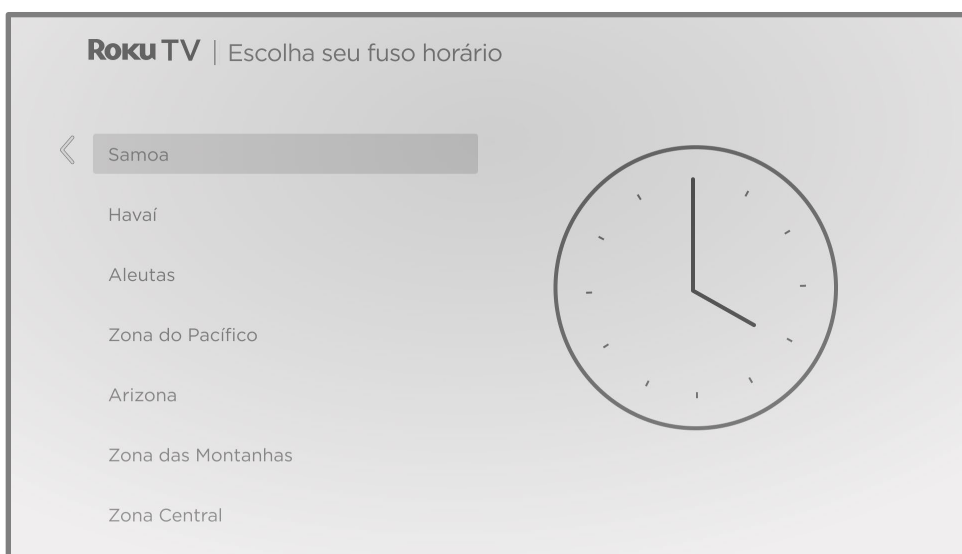 Roku TV | Escolha seu fuso horário
Samoa
Havaí
Aleutas
Zona do Pacífico
Arizona
Zona das Montanhas
Zona Central